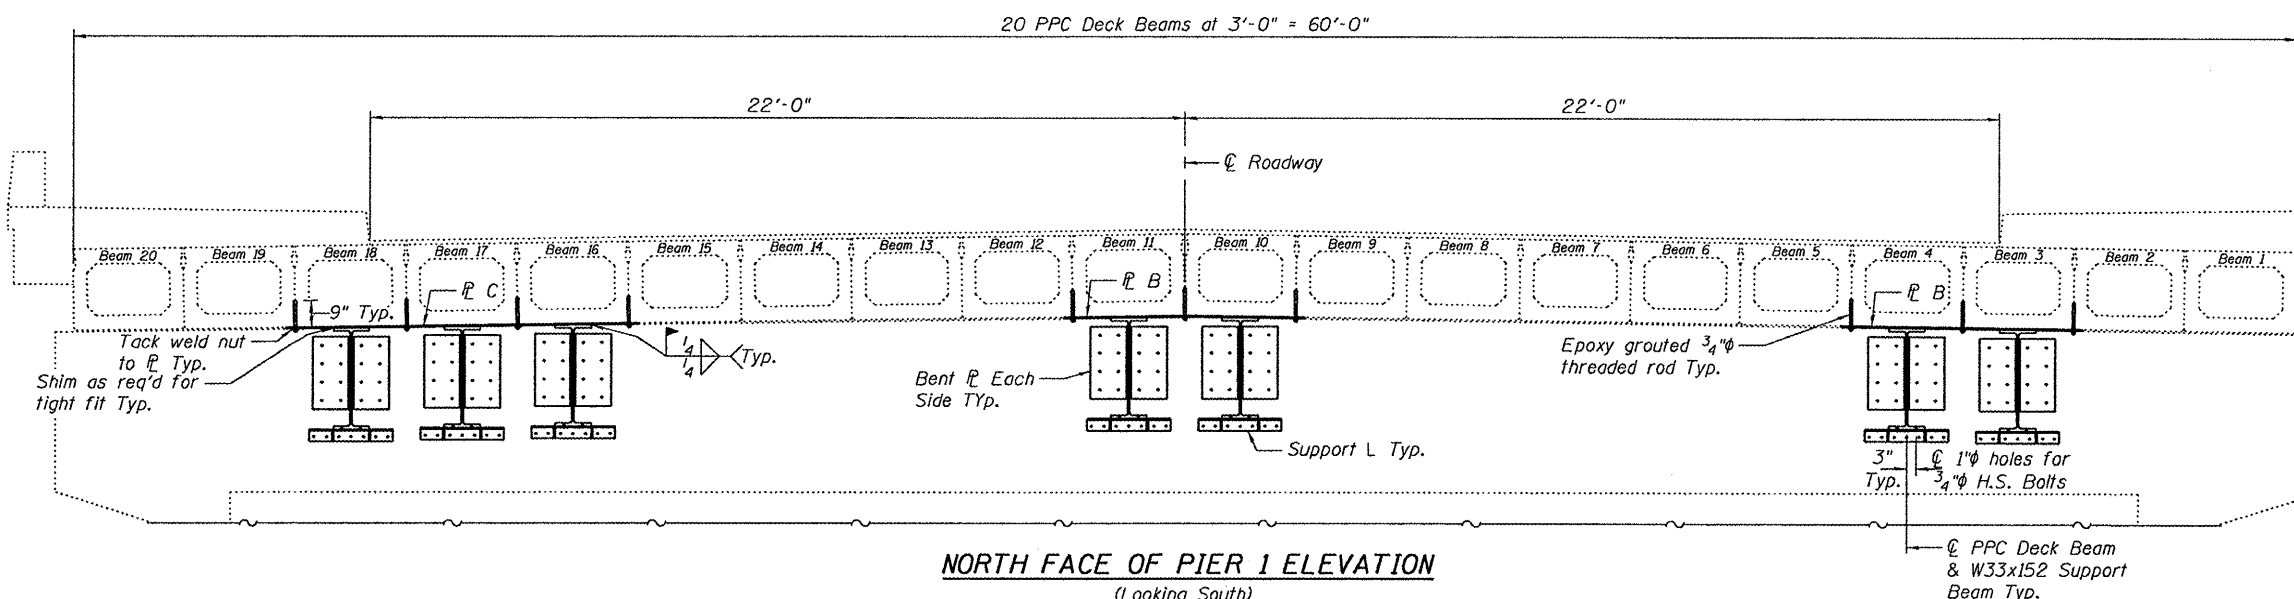 20 PPC Deck Beams at 3'-0" = 60'-0"
22'-0"
22'-0"
℄ Roadway
Beam 20
Beam 19
Beam 18
Beam 17
Beam 16
Beam 15
Beam 14
Beam 13
Beam 12
Beam 11
Beam 10
Beam 9
Beam 8
Beam 7
Beam 6
Beam 5
Beam 4
Beam 3
Beam 2
Beam 1
9" Typ.
℄ C
℄ B
℄ B
Tack weld nut
to ℄ Typ.
Shim as req'd for
tight fit Typ.
1/4
1/4
Typ.
Bent ℄ Each
Side TYp.
Support L Typ.
Epoxy grouted 3/4"ϕ
threaded rod Typ.
3"
Typ.
℄ 1"ϕ holes for
3/4"ϕ H.S. Bolts
℄ PPC Deck Beam
& W33x152 Support
Beam Typ.
NORTH FACE OF PIER 1 ELEVATION
(Looking South)